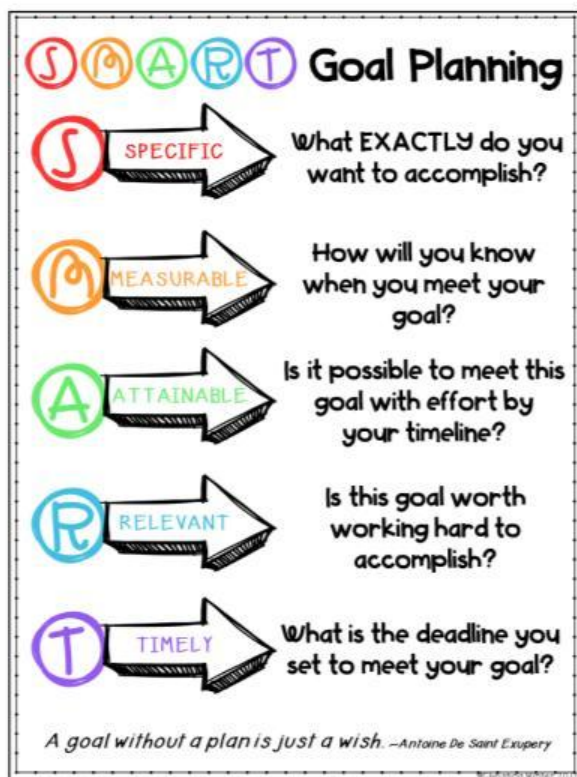 S M A R T Goal Planning
S SPECIFIC What EXACTLY do you
want to accomplish?
M MEASURABLE How will you know
when you meet your
goal?
A ATTAINABLE Is it possible to meet this
goal with effort by
your timeline?
R RELEVANT Is this goal worth
working hard to
accomplish?
T TIMELY What is the deadline you
set to meet your goal?
A goal without a plan is just a wish. ~Antoine De Saint Exupery